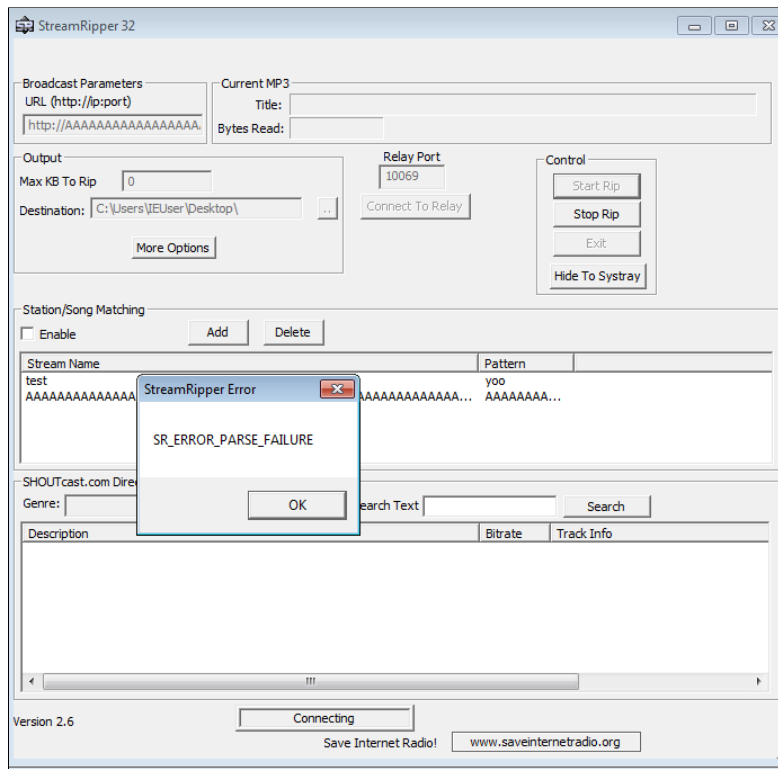 StreamRipper 32
Broadcast Parameters
URL (http://ip:port)
http://AAAAAAAAAAAAAAAAA.
Current MP3
Title:
Bytes Read:
Output
Max KB To Rip 0
Destination: C:\Users\IEUser\Desktop\ ..
More Options
Relay Port
10069
Connect To Relay
Control
Start Rip
Stop Rip
Exit
Hide To Systray
Station/Song Matching
Enable Add Delete
Stream Name Pattern
test yoo
AAAAAAAAAAAAAA AAAAAAAAAAAAA... AAAAAAAA...
StreamRipper Error
SR_ERROR_PARSE_FAILURE
OK
SHOUTcast.com Direc
Genre: earch Text Search
Description Bitrate Track Info
Version 2.6 Connecting
Save Internet Radio! www.saveinternetradio.org